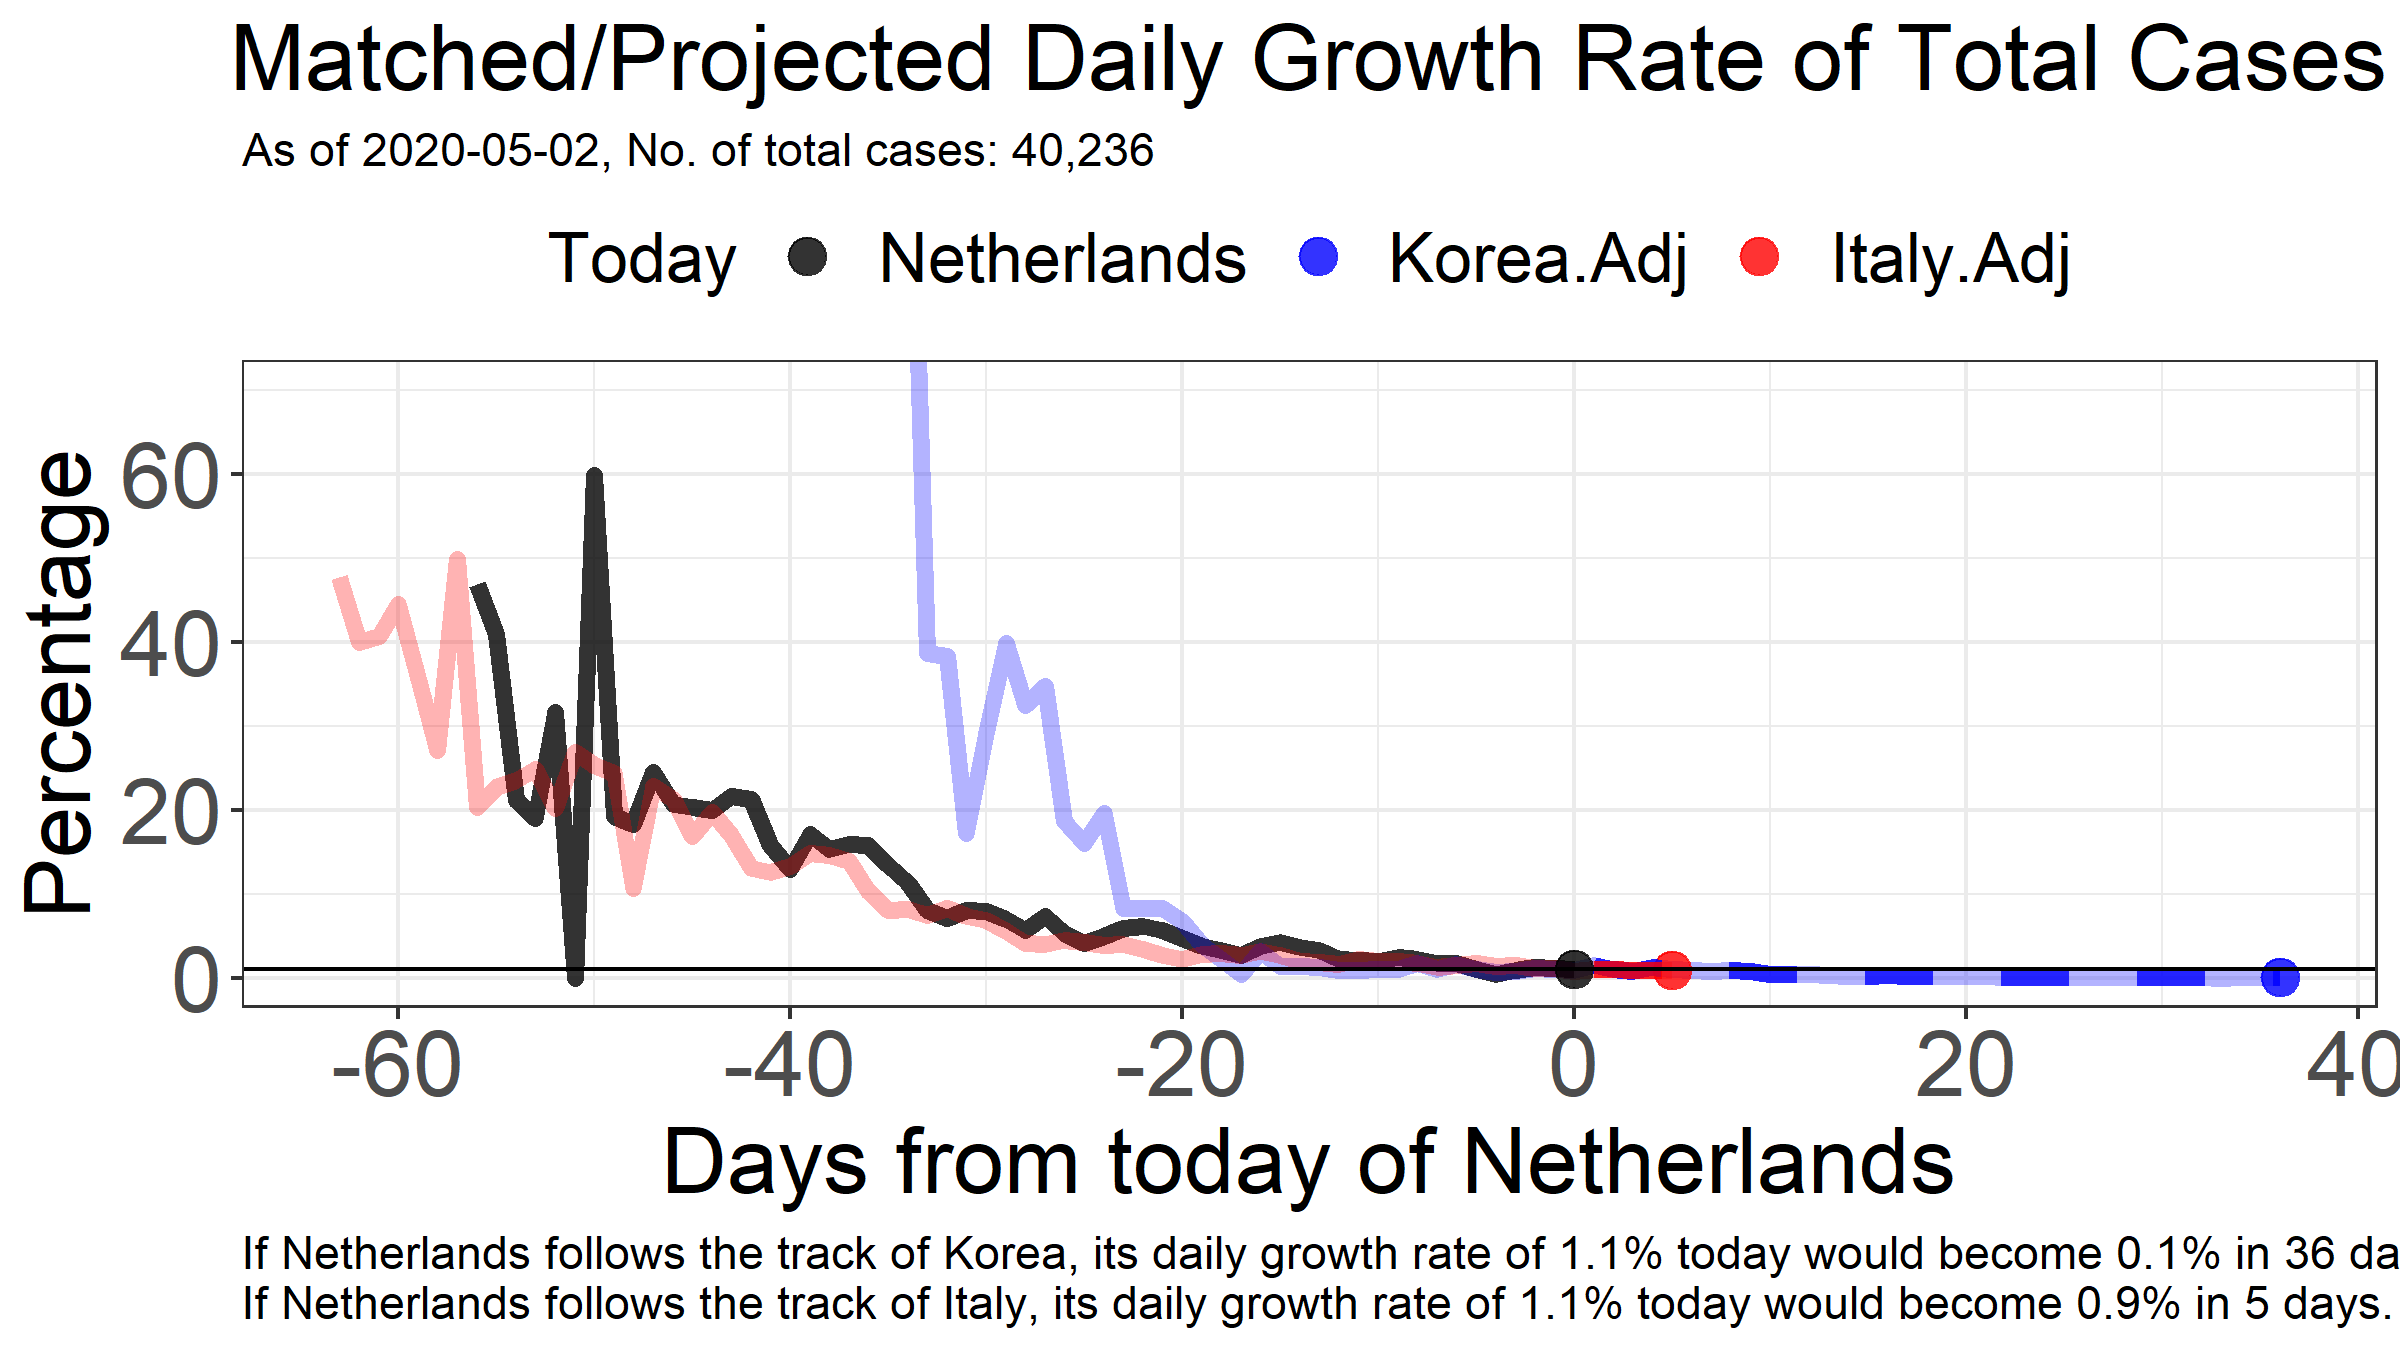 Matched/Projected Daily Growth Rate of Total Cases
As of 2020-05-02, No. of total cases: 40,236
Today Netherlands Korea.Adj Italy.Adj
Percentage
60
40
20
0
-60 -40 -20 0 20 40
Days from today of Netherlands
If Netherlands follows the track of Korea, its daily growth rate of 1.1% today would become 0.1% in 36 da
If Netherlands follows the track of Italy, its daily growth rate of 1.1% today would become 0.9% in 5 days.